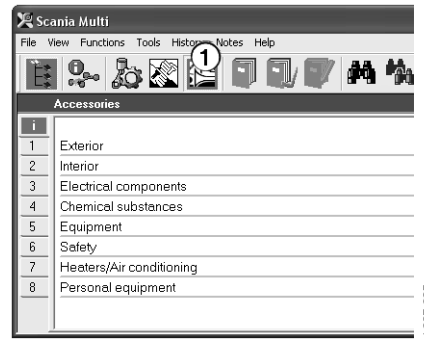 Scania Multi
File View Functions Tools Notes Help
1
Accessories
i
1 Exterior
2 Interior
3 Electrical components
4 Chemical substances
5 Equipment
6 Safety
7 Heaters/Air conditioning
8 Personal equipment